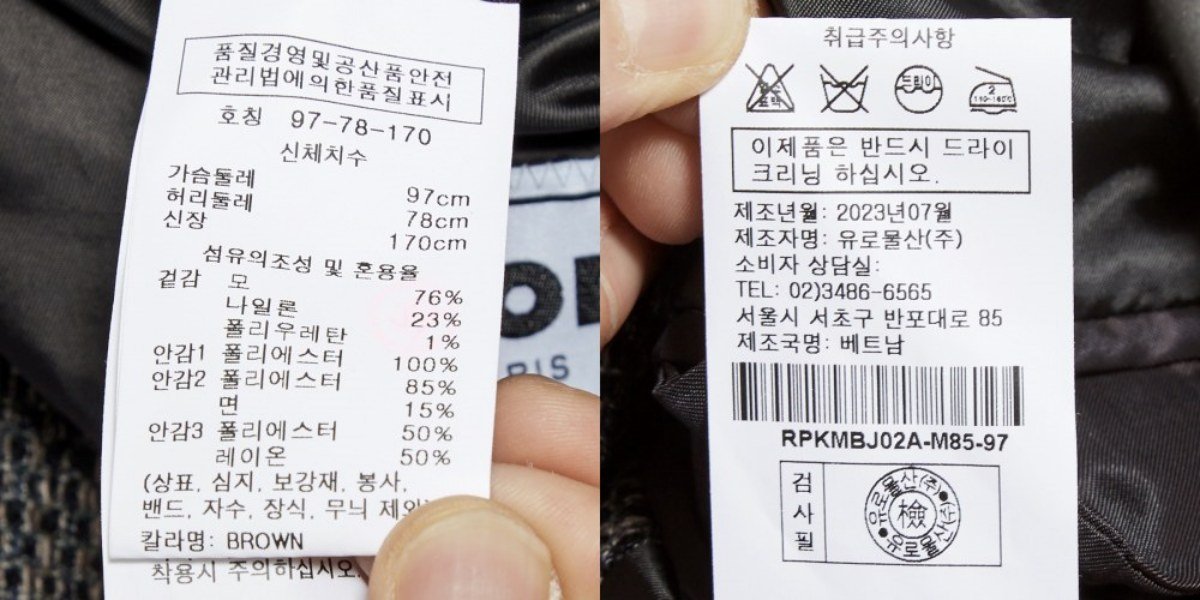 품질경영및공산품안전
관리법에의한품질표시
호칭 97-78-170
신체치수
가슴둘레 97cm
허리둘레 78cm
신장 170cm
섬유의조성 및 혼용율
겉감 모 76%
나일론 23%
폴리우레탄 1%
안감1 폴리에스터 100%
안감2 폴리에스터 85%
면 15%
안감3 폴리에스터 50%
레이온 50%
(상표, 심지, 보강재, 봉사,
밴드, 자수, 장식, 무늬 제외)
칼라명: BROWN
착용시 주의하십시오.
취급주의사항
드라이
2
이제품은 반드시 드라이
크리닝 하십시오.
제조년월: 2023년07월
제조자명: 유로물산(주)
소비자 상담실:
TEL: 02)3486-6565
서울시 서초구 반포대로 85
제조국명: 베트남
RPKMBJ02A-M85-97
검사필
유로물산(주)
檢
유로물산(주)